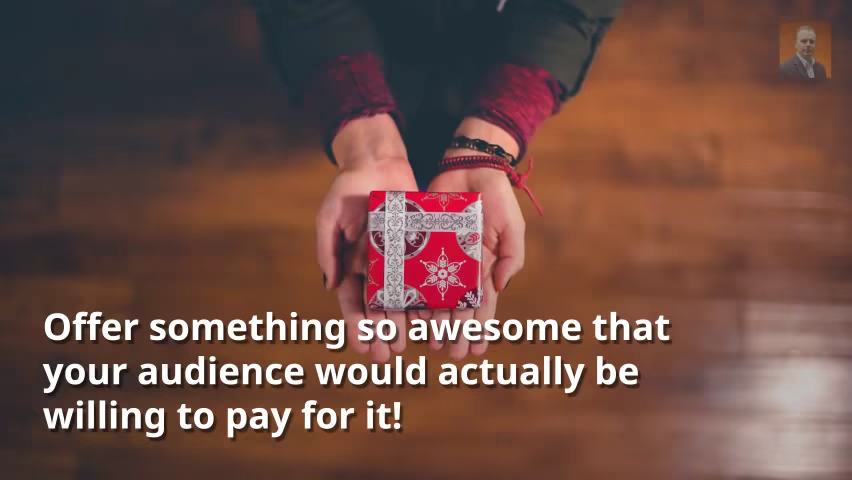 Offer something so awesome that
your audience would actually be
willing to pay for it!